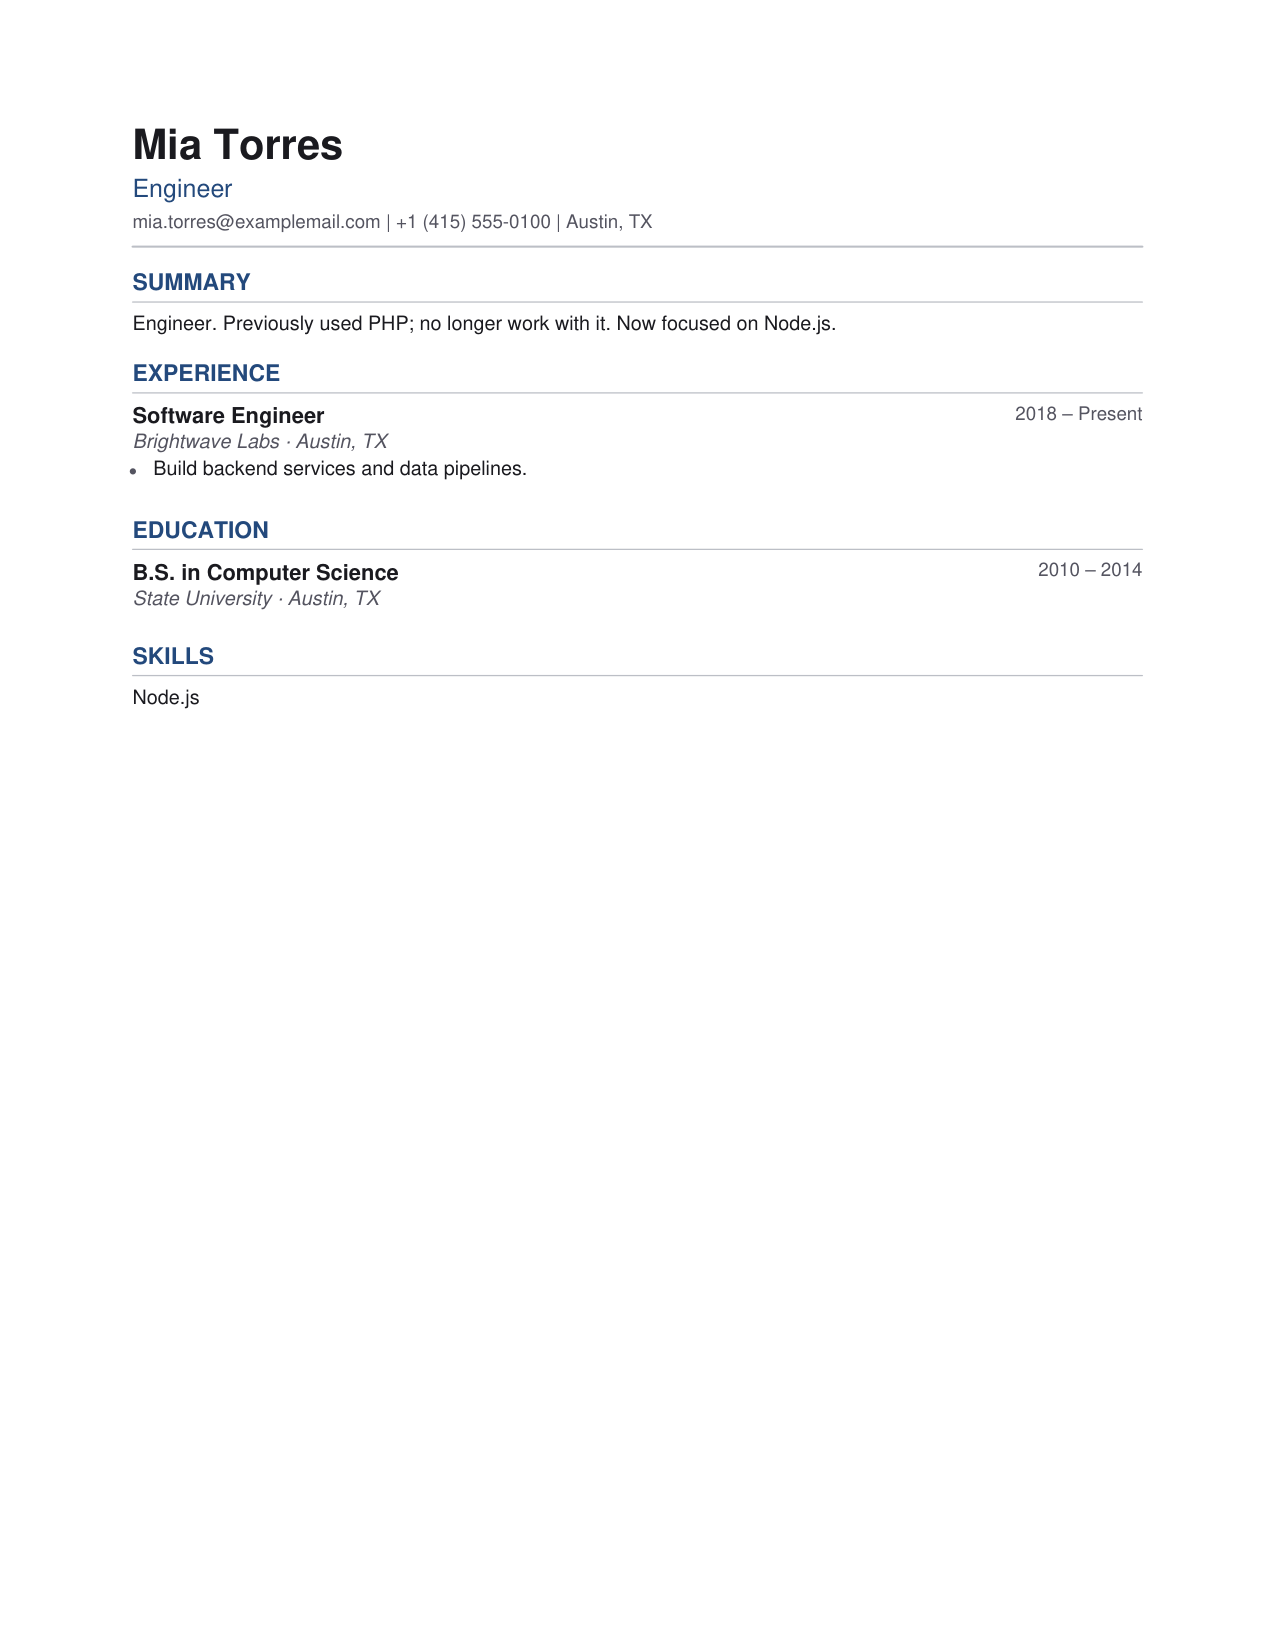 Mia Torres
Engineer
mia.torres@examplemail.com | +1 (415) 555-0100 | Austin, TX
SUMMARY
Engineer. Previously used PHP; no longer work with it. Now focused on Node.js.
EXPERIENCE
Software Engineer 2018 – Present
Brightwave Labs · Austin, TX
• Build backend services and data pipelines.
EDUCATION
B.S. in Computer Science 2010 – 2014
State University · Austin, TX
SKILLS
Node.js